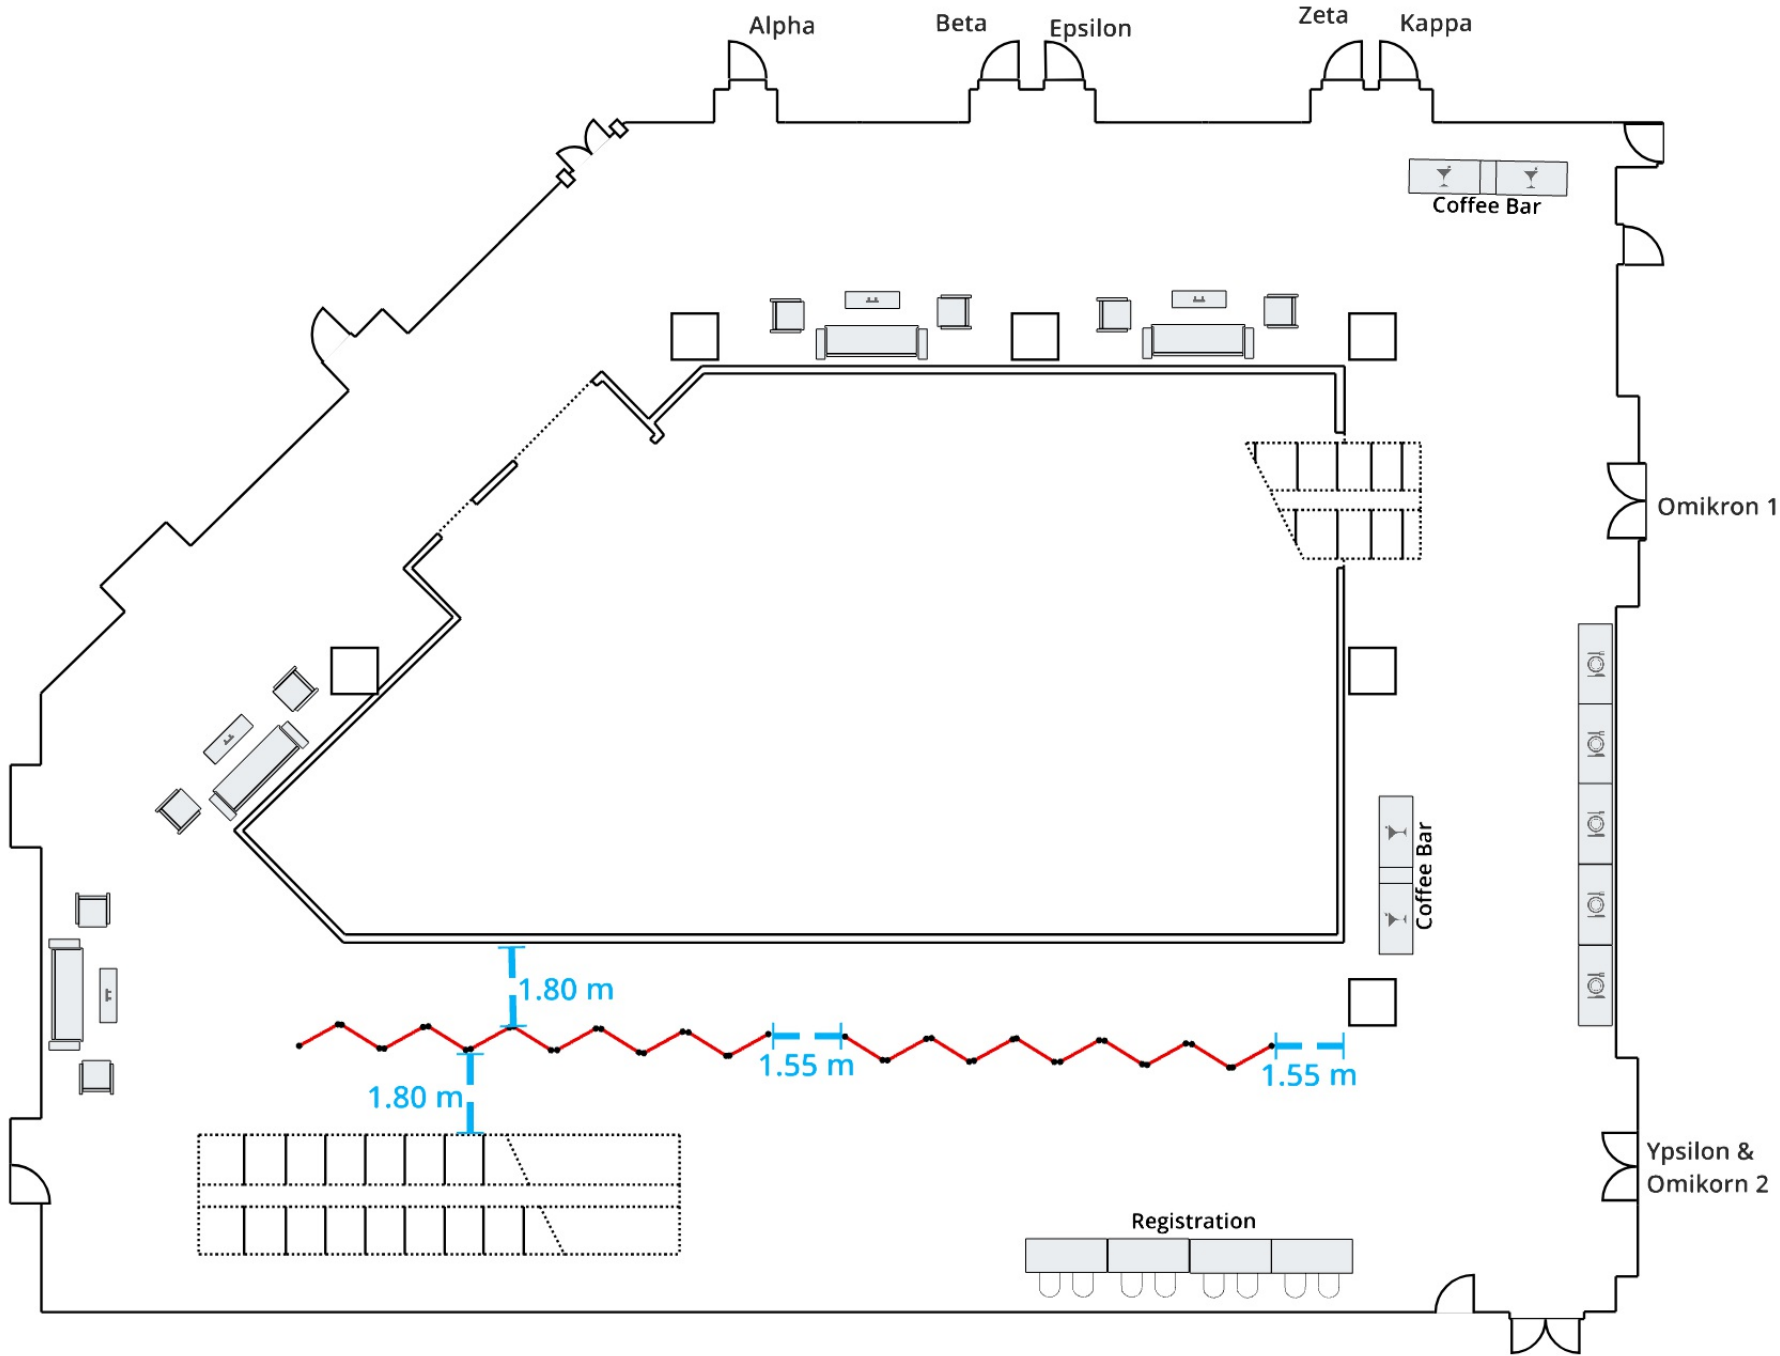 Alpha
Beta
Epsilon
Zeta
Kappa
Coffee Bar
Omikron 1
Coffee Bar
1.80 m
1.55 m
1.55 m
1.80 m
Ypsilon &
Omikorn 2
Registration